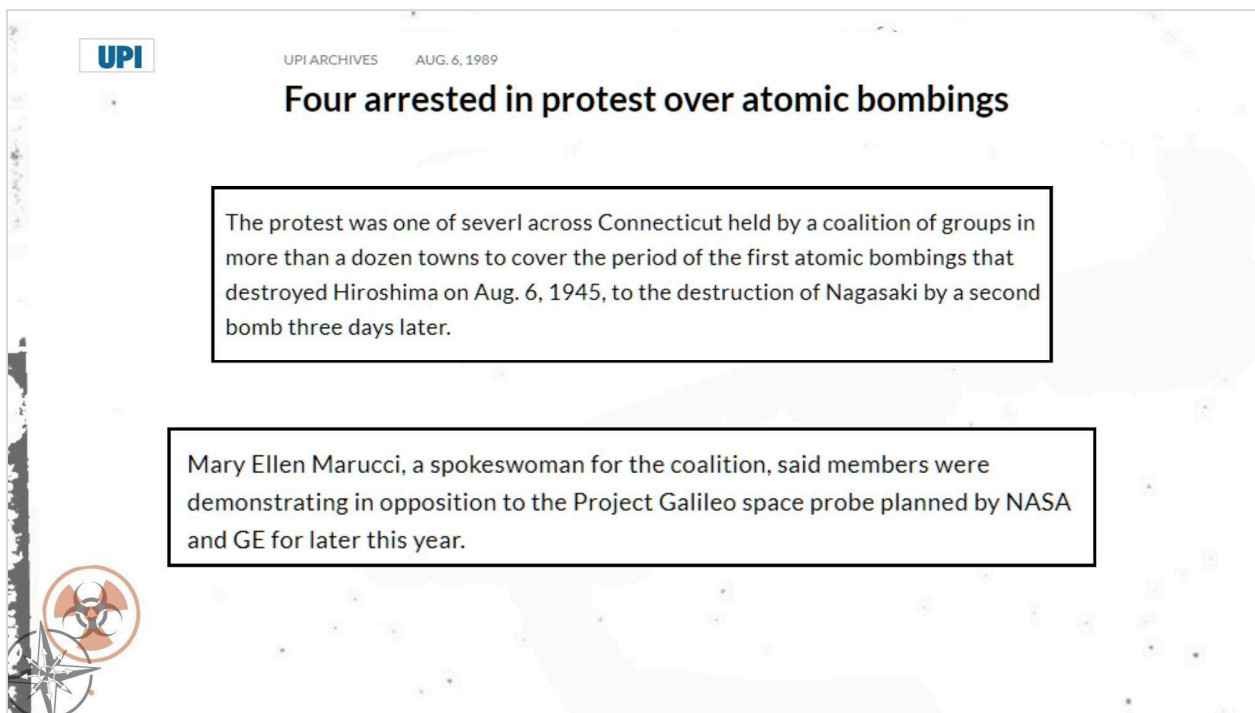 UPI
UPI ARCHIVES AUG. 6, 1989
Four arrested in protest over atomic bombings
The protest was one of severl across Connecticut held by a coalition of groups in
more than a dozen towns to cover the period of the first atomic bombings that
destroyed Hiroshima on Aug. 6, 1945, to the destruction of Nagasaki by a second
bomb three days later.
Mary Ellen Marucci, a spokeswoman for the coalition, said members were
demonstrating in opposition to the Project Galileo space probe planned by NASA
and GE for later this year.